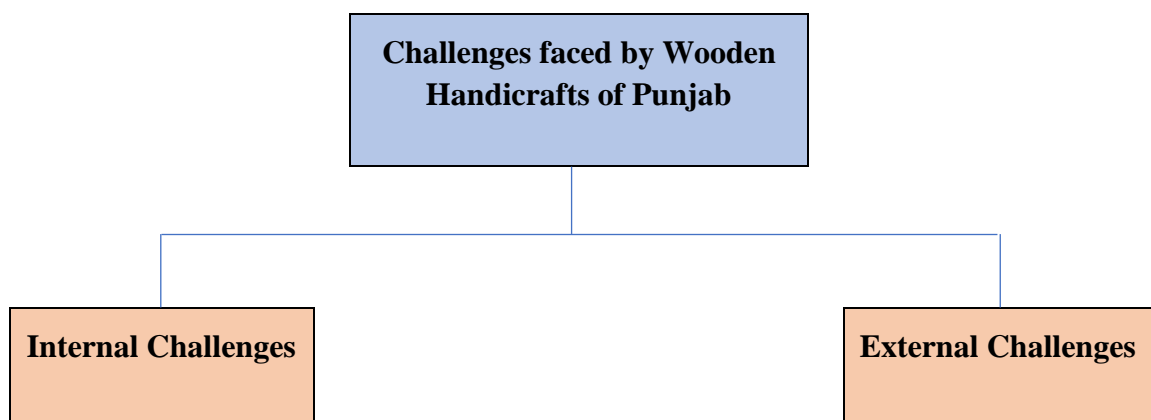 Challenges faced by Wooden
Handicrafts of Punjab
Internal Challenges
External Challenges